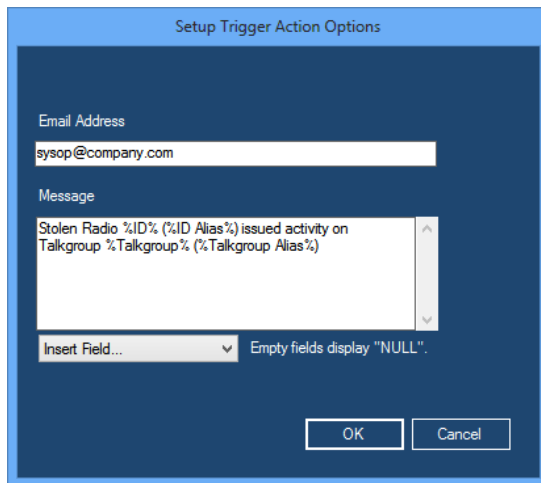 Setup Trigger Action Options
Email Address
sysop@company.com
Message
Stolen Radio %ID% (%ID Alias%) issued activity on
Talkgroup %Talkgroup% (%Talkgroup Alias%)
Insert Field... Empty fields display "NULL".
OK Cancel